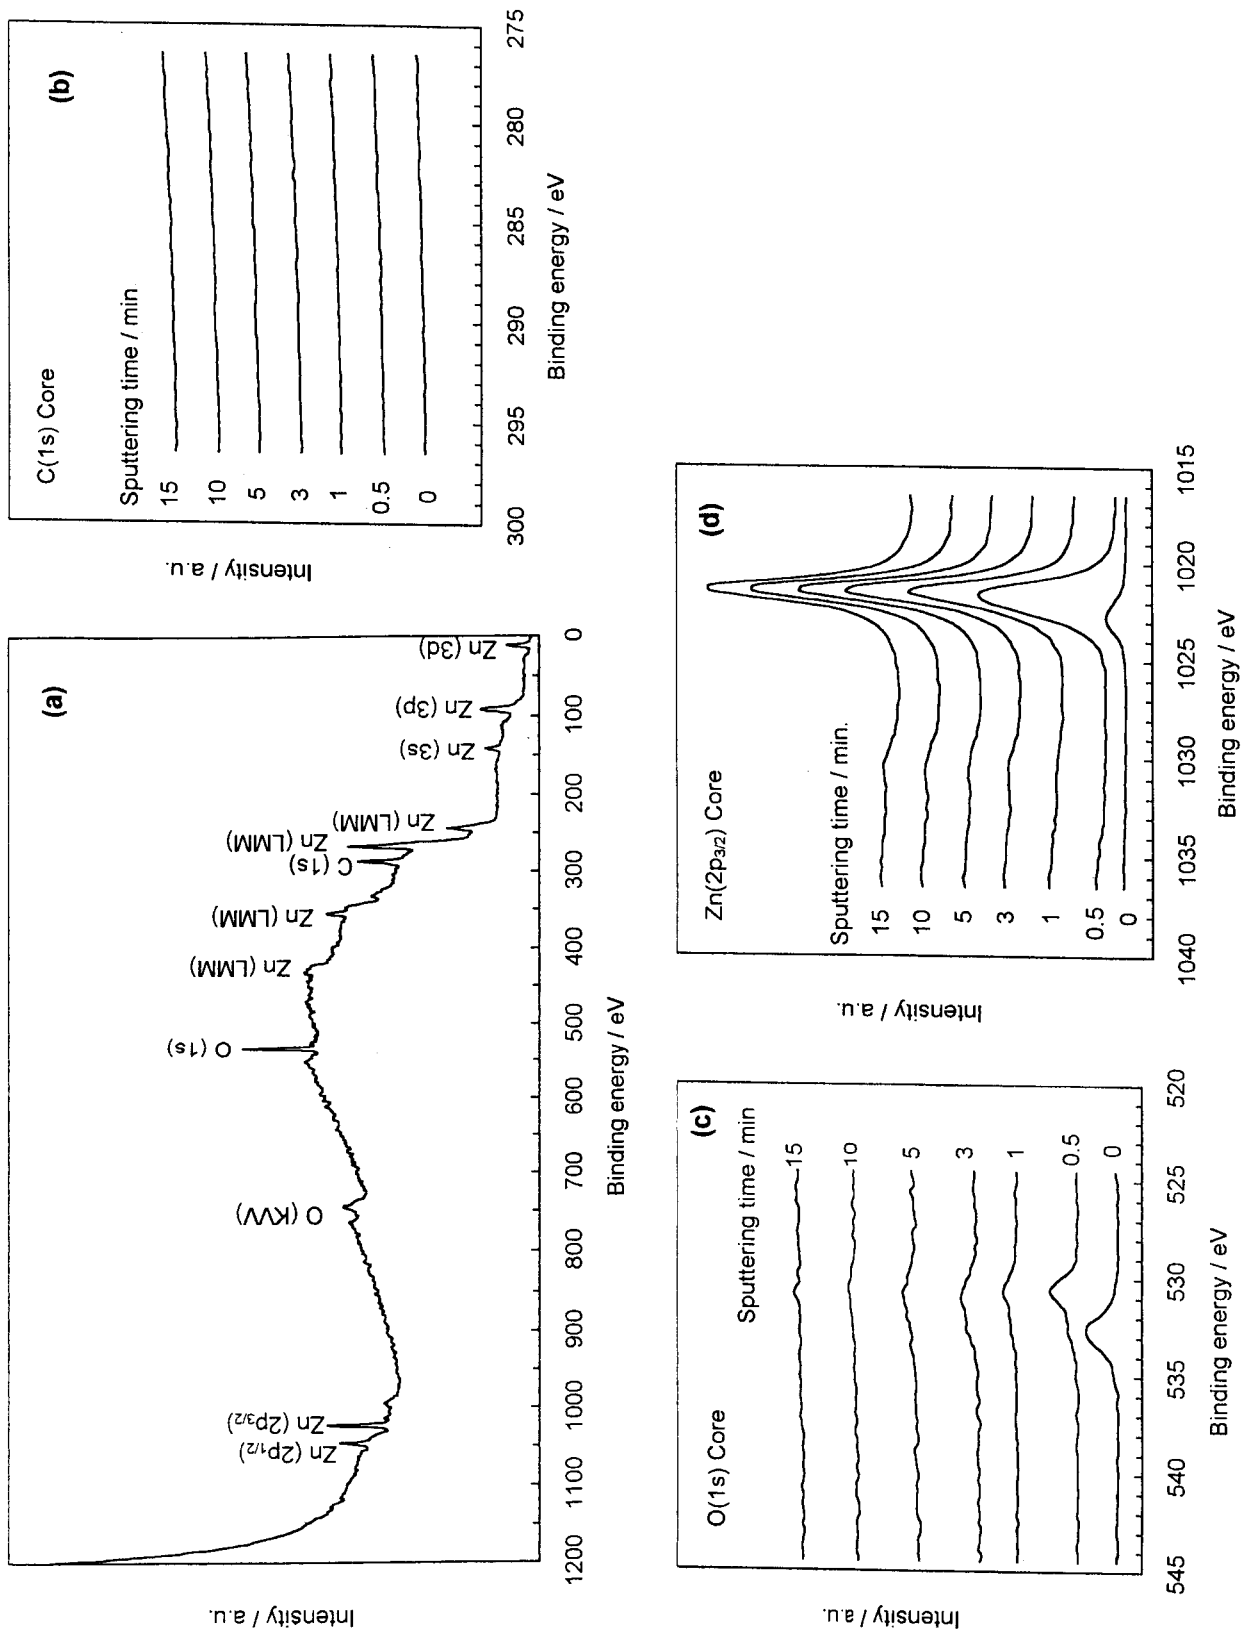 (a)
Intensity / a.u.
Zn (2p1/2)
Zn (2p3/2)
O (KVV)
O (1s)
Zn (LMM)
Zn (LMM)
C (1s)
Zn (LMM)
Zn (LMM)
Zn (3s)
Zn (3p)
Zn (3d)
1200 1100 1000 900 800 700 600 500 400 300 200 100 0
Binding energy / eV
(b)
C(1s) Core
Sputtering time / min
15
10
5
3
1
0.5
0
Intensity / a.u.
300 295 290 285 280 275
Binding energy / eV
(c)
O(1s) Core
Sputtering time / min
15
10
5
3
1
0.5
0
Intensity / a.u.
545 540 535 530 525 520
Binding energy / eV
(d)
Zn(2p3/2) Core
Sputtering time / min.
15
10
5
3
1
0.5
0
Intensity / a.u.
1040 1035 1030 1025 1020 1015
Binding energy / eV